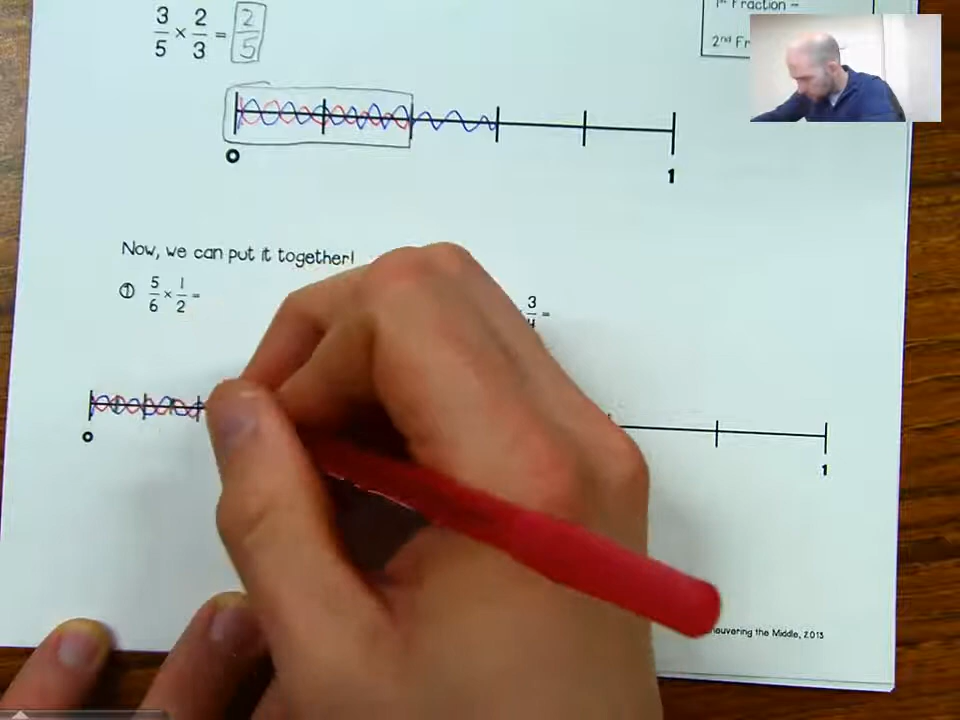 3/5 × 2/3 = 2/5
1st Fraction -
2nd Fr
0 1
Now, we can put it together!
① 5/6 × 1/2 =
3/4 =
0 1
euvering the Middle, 2013